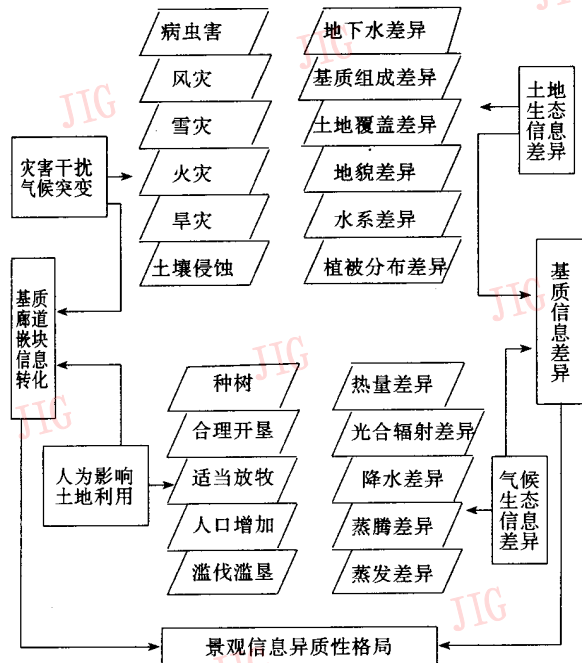 病虫害
风灾
雪灾
火灾
旱灾
土壤侵蚀
地下水差异
基质组成差异
土地覆盖差异
地貌差异
水系差异
植被分布差异
土地
生态
信息
差异
灾害干扰
气候突变
基质
廊道
嵌块
信息
转化
基质信息差异
种树
合理开垦
适当放牧
人口增加
滥伐滥垦
热量差异
光合辐射差异
降水差异
蒸腾差异
蒸发差异
人为影响
土地利用
气候
生态
信息
差异
景观信息异质性格局
JIG
JIG
JIG
JIG
JIG
JIG
JIG
JIG